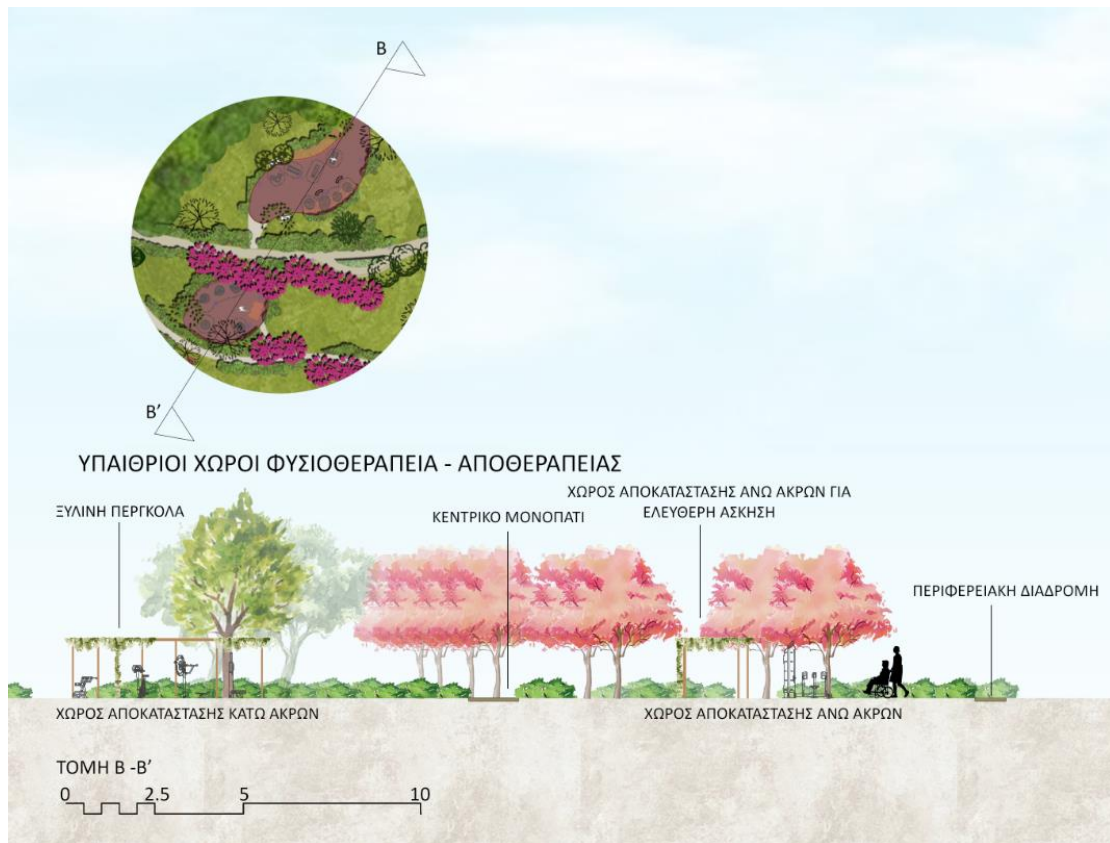 B
B'
ΥΠΑΙΘΡΙΟΙ ΧΩΡΟΙ ΦΥΣΙΟΘΕΡΑΠΕΙΑ - ΑΠΟΘΕΡΑΠΕΙΑΣ
ΞΥΛΙΝΗ ΠΕΡΓΚΟΛΑ
ΚΕΝΤΡΙΚΟ ΜΟΝΟΠΑΤΙ
ΧΩΡΟΣ ΑΠΟΚΑΤΑΣΤΑΣΗΣ ΑΝΩ ΑΚΡΩΝ ΓΙΑ
ΕΛΕΥΘΕΡΗ ΑΣΚΗΣΗ
ΠΕΡΙΦΕΡΕΙΑΚΗ ΔΙΑΔΡΟΜΗ
ΧΩΡΟΣ ΑΠΟΚΑΤΑΣΤΑΣΗΣ ΚΑΤΩ ΑΚΡΩΝ
ΧΩΡΟΣ ΑΠΟΚΑΤΑΣΤΑΣΗΣ ΑΝΩ ΑΚΡΩΝ
ΤΟΜΗ Β -Β'
0 2.5 5 10